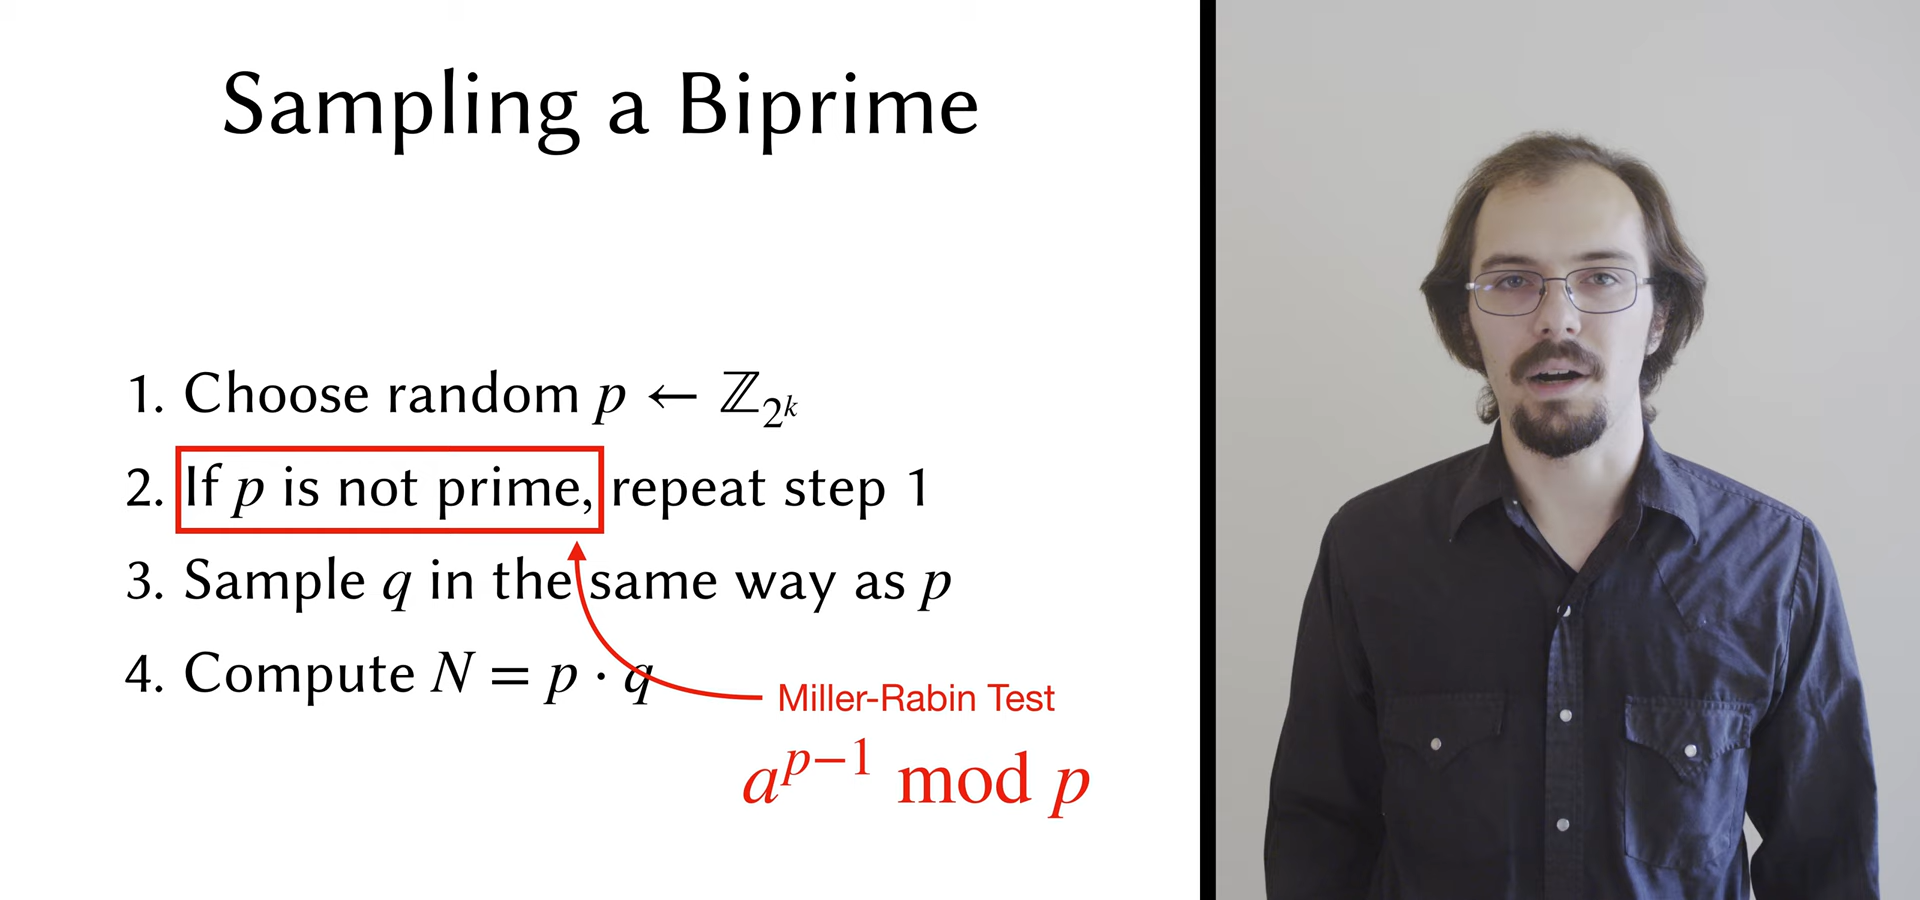 Sampling a Biprime
1. Choose random p ← ℤ_{2^k}
2. If p is not prime, repeat step 1
3. Sample q in the same way as p
4. Compute N = p · q
Miller-Rabin Test
a^{p−1} mod p